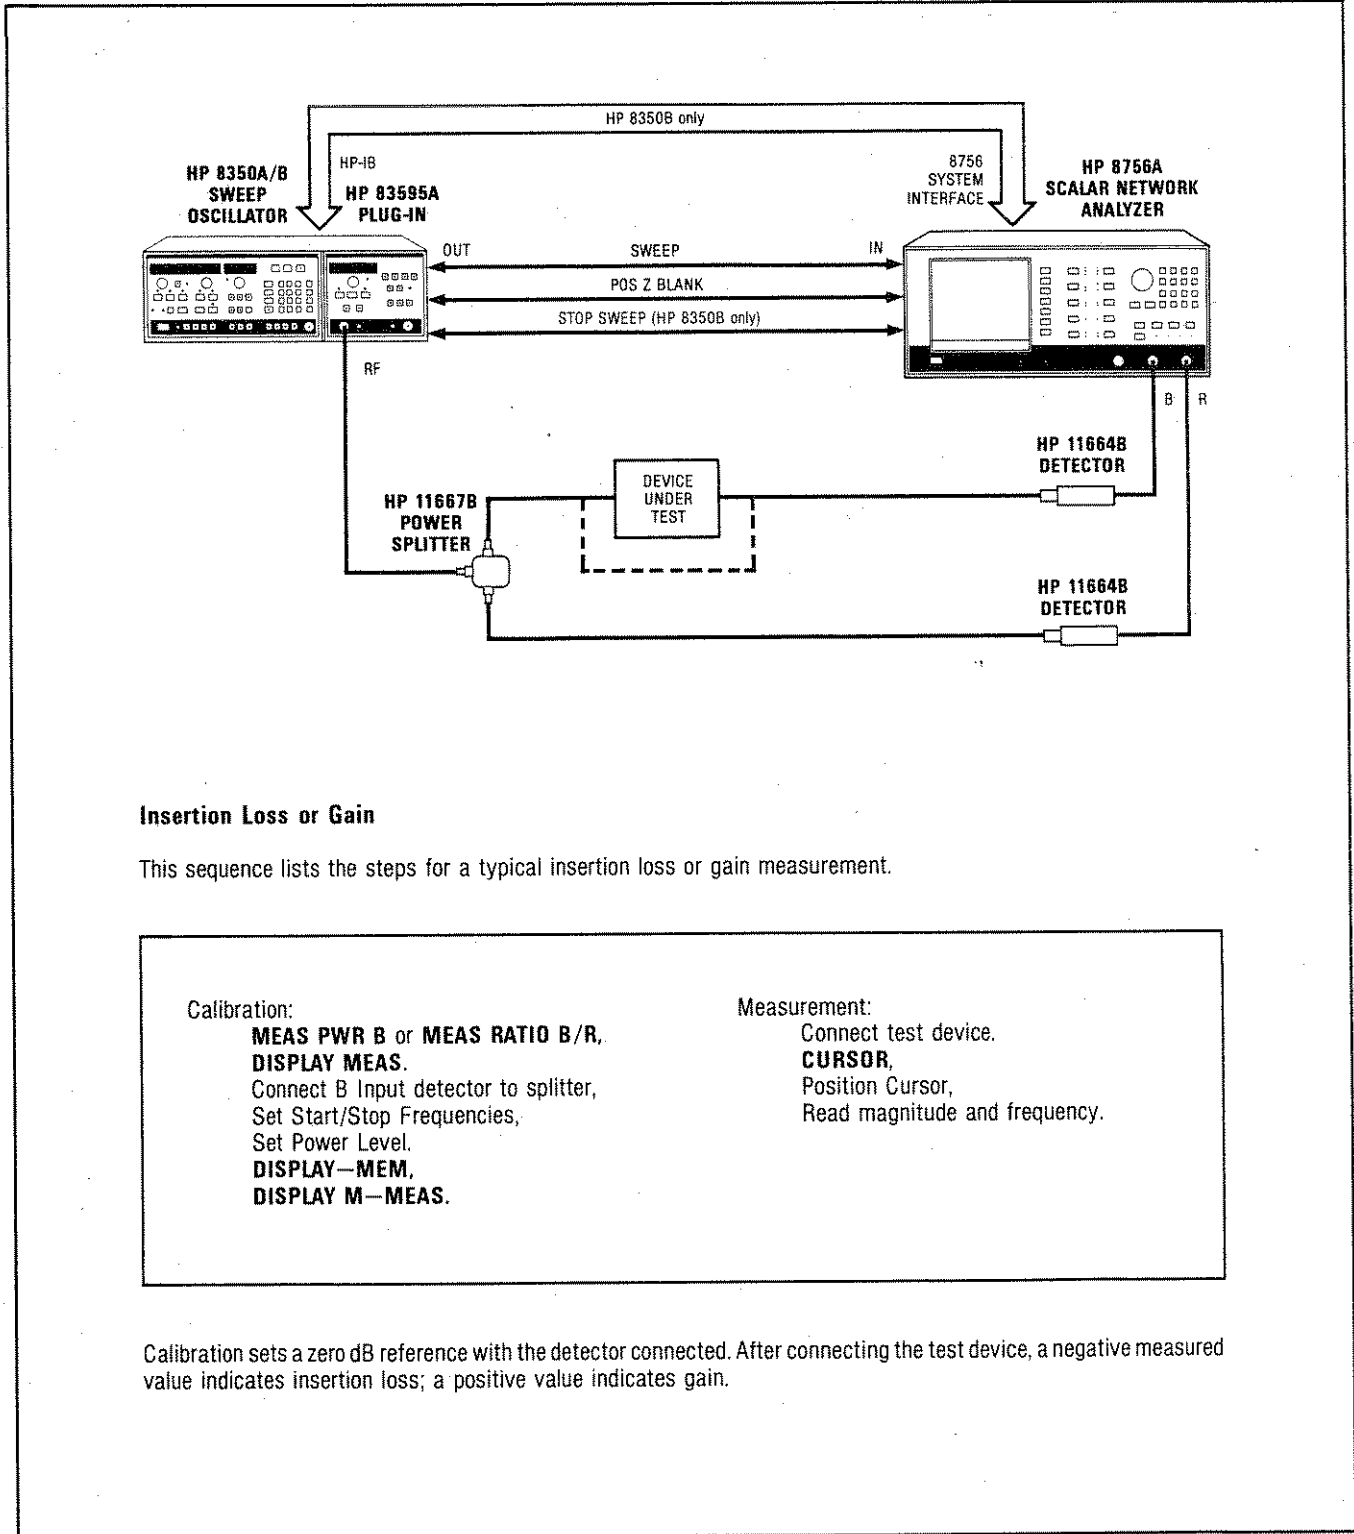 HP 8350B only
HP-IB
8756
SYSTEM
INTERFACE
HP 8350A/B
SWEEP
OSCILLATOR
HP 83595A
PLUG-IN
HP 8756A
SCALAR NETWORK
ANALYZER
OUT
SWEEP
IN
POS Z BLANK
STOP SWEEP (HP 8350B only)
RF
B
R
HP 11664B
DETECTOR
DEVICE
UNDER
TEST
HP 11667B
POWER
SPLITTER
HP 11664B
DETECTOR
Insertion Loss or Gain
This sequence lists the steps for a typical insertion loss or gain measurement.
Calibration:
MEAS PWR B or MEAS RATIO B/R,
DISPLAY MEAS.
Connect B Input detector to splitter,
Set Start/Stop Frequencies,
Set Power Level.
DISPLAY—MEM,
DISPLAY M—MEAS.
Measurement:
Connect test device.
CURSOR,
Position Cursor,
Read magnitude and frequency.
Calibration sets a zero dB reference with the detector connected. After connecting the test device, a negative measured
value indicates insertion loss; a positive value indicates gain.